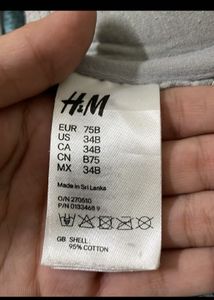 H&M
EUR 75B
US 34B
CA 34B
CN B75
MX 34B
Made in Sri Lanka
O/N 270510
P/N 0133468 9
GB SHELL:
95% COTTON